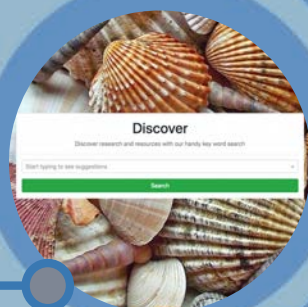 Discover
Discover research and resources with our handy key word search
Start typing to see suggestions
Search